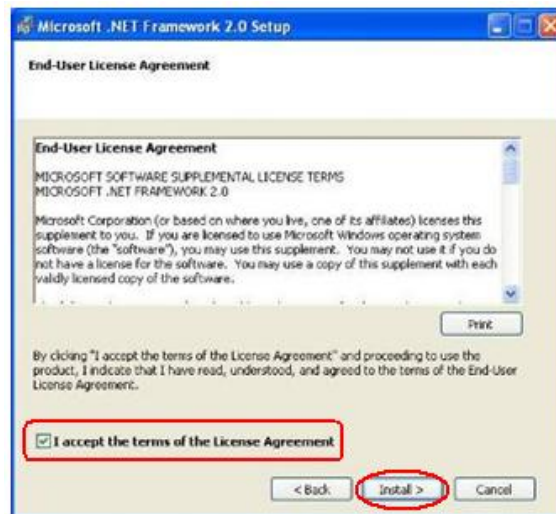 Microsoft .NET Framework 2.0 Setup
End-User License Agreement
End-User License Agreement
MICROSOFT SOFTWARE SUPPLEMENTAL LICENSE TERMS
MICROSOFT .NET FRAMEWORK 2.0
Microsoft Corporation (or based on where you live, one of its affiliates) licenses this
supplement to you. If you are licensed to use Microsoft Windows operating system
software (the "software"), you may use this supplement. You may not use it if you do
not have a license for the software. You may use a copy of this supplement with each
validly licensed copy of the software.
Print
By clicking "I accept the terms of the License Agreement" and proceeding to use the
product, I indicate that I have read, understood, and agreed to the terms of the End-User
License Agreement.
I accept the terms of the License Agreement
< Back
Install >
Cancel